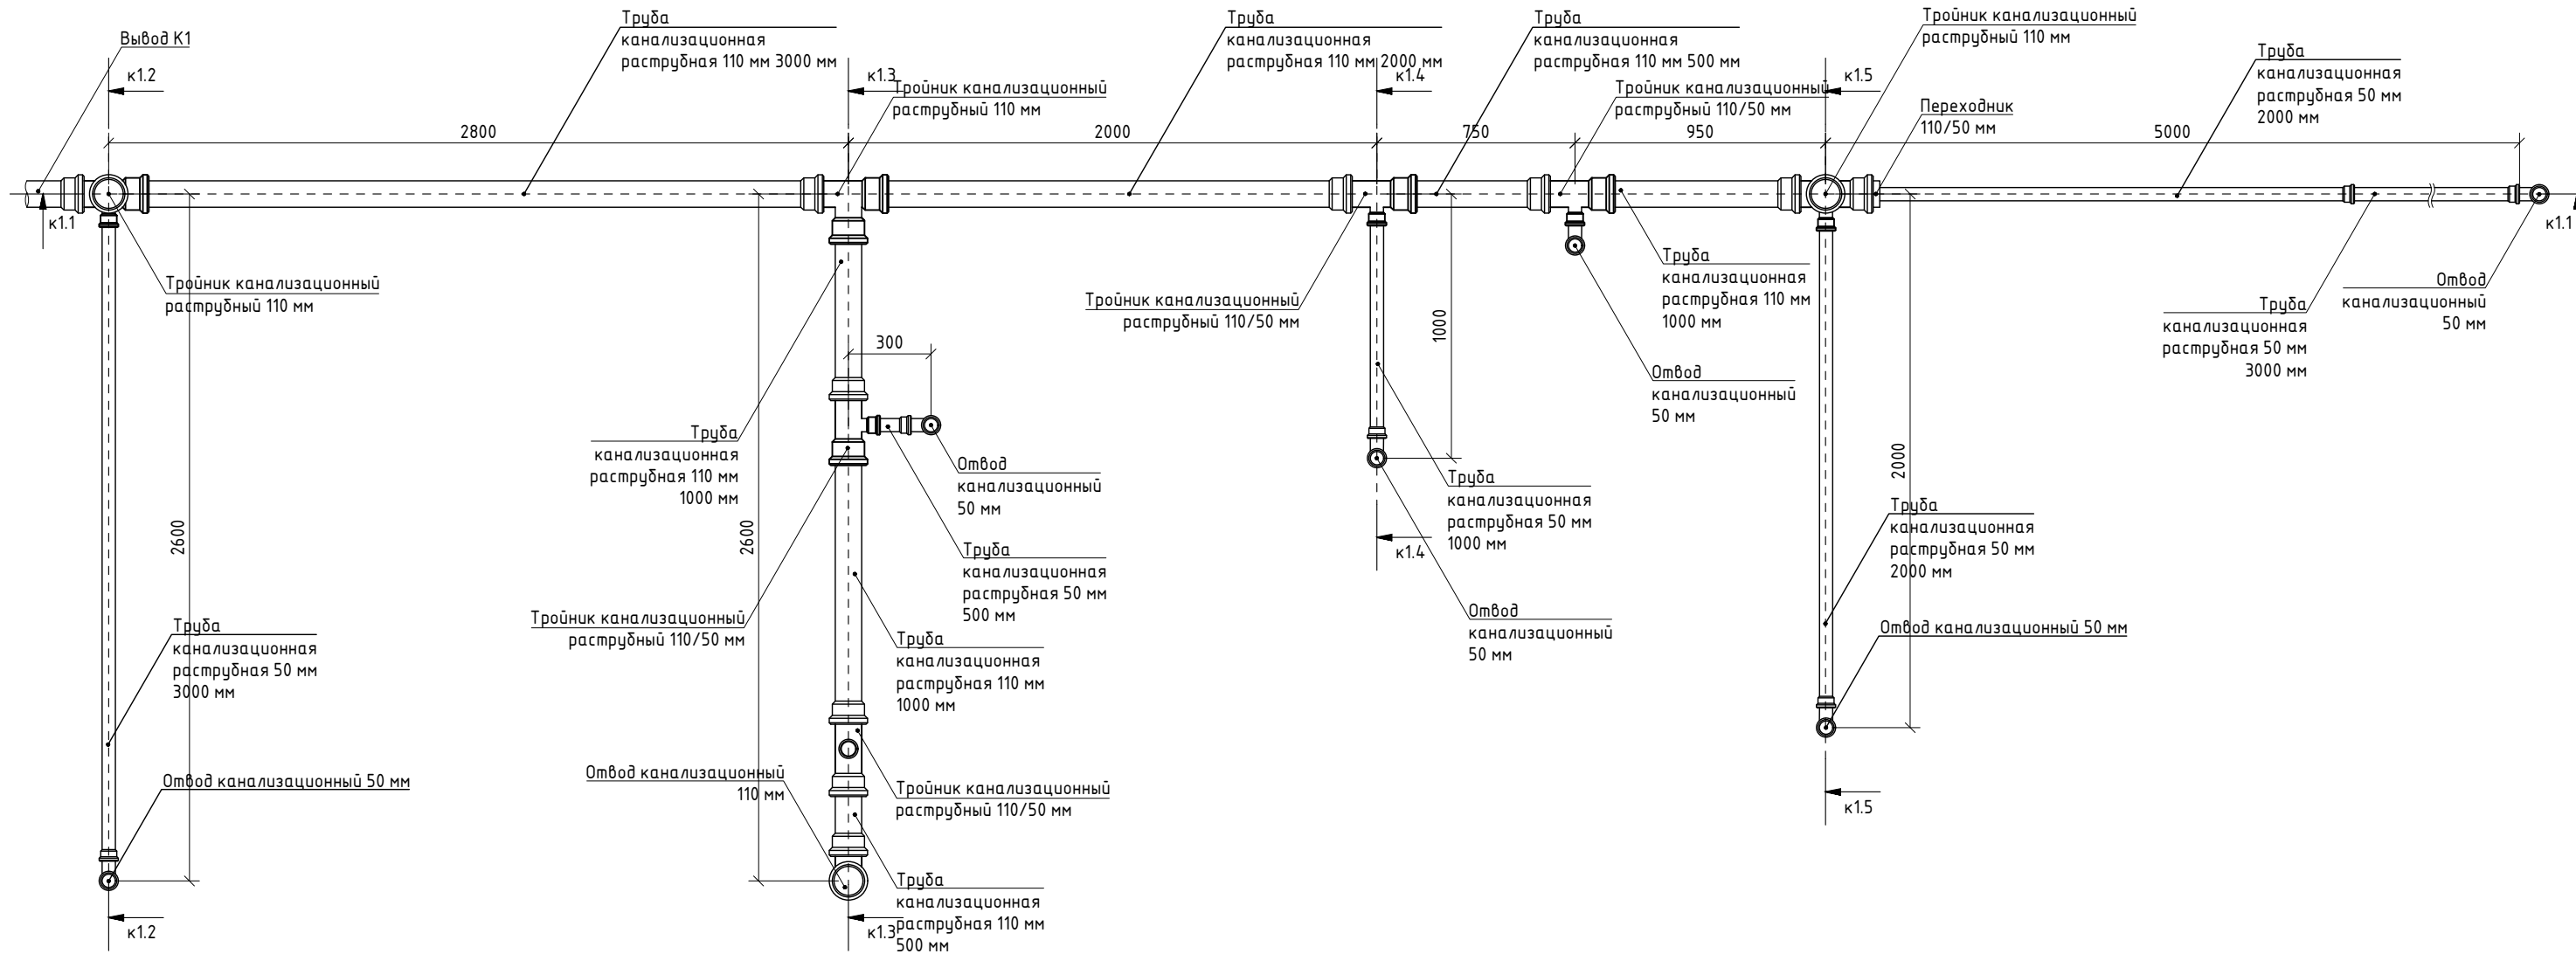 Вывод К1
к1.2
Труба
канализационная
раструбная 110 мм 3000 мм
к1.3
Тройник канализационный
раструбный 110 мм
Труба
канализационная
раструбная 110 мм 2000 мм
к1.4
Труба
канализационная
раструбная 110 мм 500 мм
Тройник канализационный
раструбный 110/50 мм
Тройник канализационный
раструбный 110 мм
к1.5
Переходник
110/50 мм
Труба
канализационная
раструбная 50 мм
2000 мм
2800
2000
750
950
5000
к1.1
к1.1
Тройник канализационный
раструбный 110 мм
Тройник канализационный
раструбный 110/50 мм
1000
Труба
канализационная
раструбная 110 мм
1000 мм
Отвод
канализационный
50 мм
Труба
канализационная
раструбная 50 мм
3000 мм
Отвод
канализационный
50 мм
300
Труба
канализационная
раструбная 110 мм
1000 мм
Отвод
канализационный
50 мм
Труба
канализационная
раструбная 50 мм
1000 мм
к1.4
2000
Труба
канализационная
раструбная 50 мм
2000 мм
2600
2600
Труба
канализационная
раструбная 50 мм
500 мм
Тройник канализационный
раструбный 110/50 мм
Отвод
канализационный
50 мм
Отвод канализационный 50 мм
Труба
канализационная
раструбная 50 мм
3000 мм
Труба
канализационная
раструбная 110 мм
1000 мм
Отвод канализационный 50 мм
Отвод канализационный
110 мм
Тройник канализационный
раструбный 110/50 мм
к1.5
Труба
канализационная
раструбная 110 мм
500 мм
к1.2
к1.3